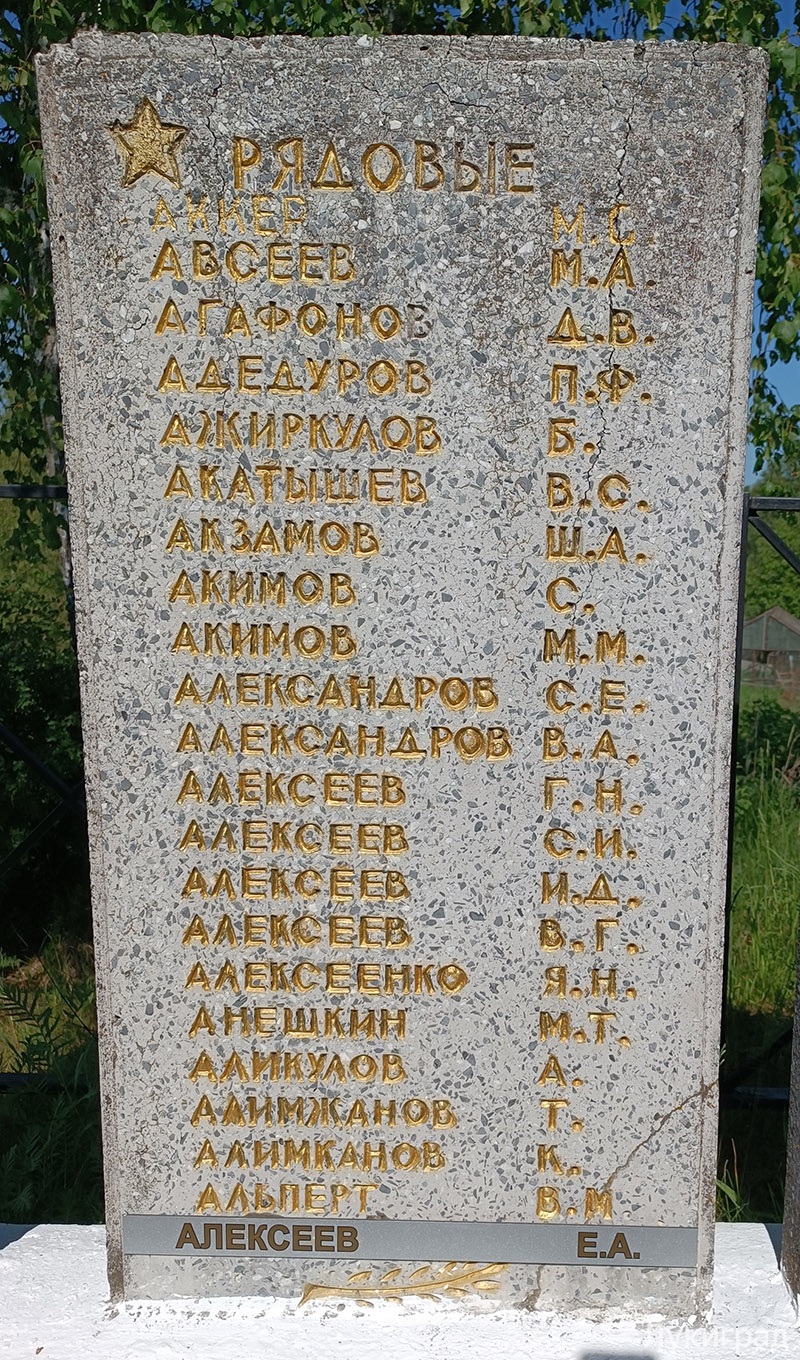 РЯДОВЫЕ
АККЕР М.С.
АВСЕЕВ М.А.
АГАФОНОВ Д.В.
АДЕДУРОВ П.Ф.
АЖИРКУЛОВ Б.
АКАТЫШЕВ В.С.
АКЗАМОВ Ш.А.
АКИМОВ С.
АКИМОВ М.М.
АЛЕКСАНДРОВ С.Е.
АЛЕКСАНДРОВ В.А.
АЛЕКСЕЕВ Г.Н.
АЛЕКСЕЕВ С.И.
АЛЕКСЕЕВ И.Д.
АЛЕКСЕЕВ В.Г.
АЛЕКСЕЕНКО Я.Н.
АНЕШКИН М.Т.
АЛИКУЛОВ А.
АЛИМЖАНОВ Т.
АЛИМКАНОВ К.
АЛЬПЕРТ В.М
АЛЕКСЕЕВ Е.А.